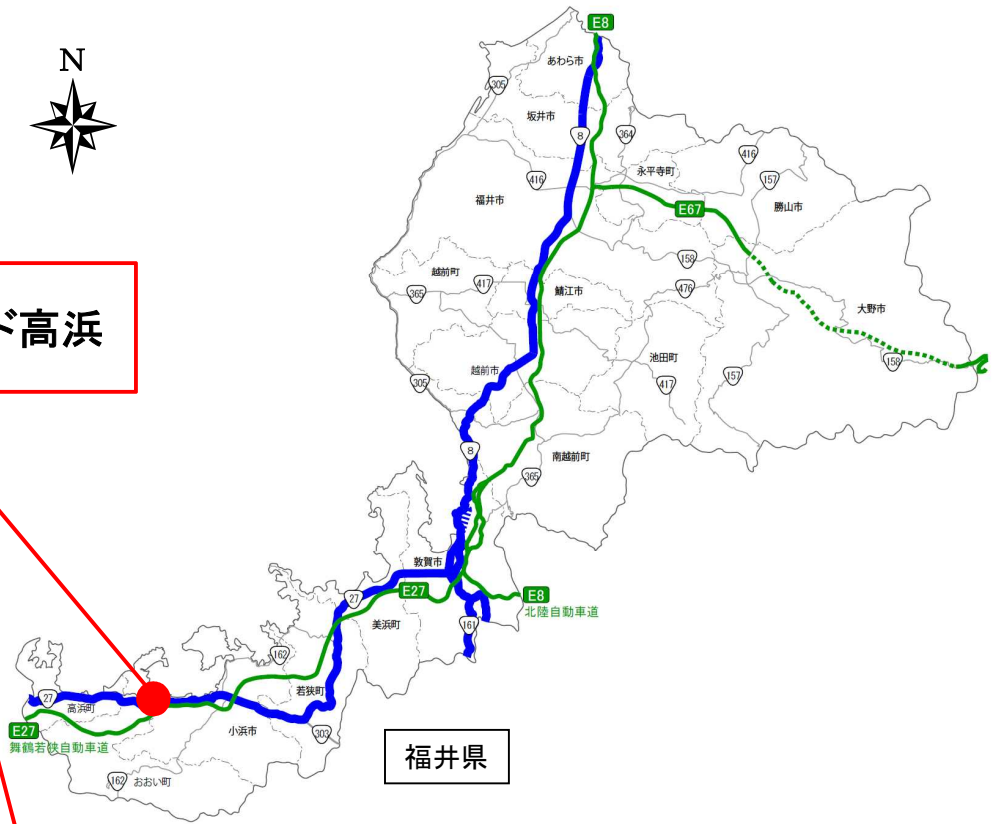 E8
N
あわら市
305
坂井市
8
364
416
永平寺町
157
416
福井市
勝山市
E67
158
越前町
417
476
365
鯖江市
大野市
ド高浜
池田町
158
越前市
157
305
417
8
南越前町
365
敦賀市
E27
27
E8
北陸自動車道
美浜町
161
162
若狭町
27
高浜町
E27
小浜市
303
舞鶴若狭自動車道
福井県
162
おおい町